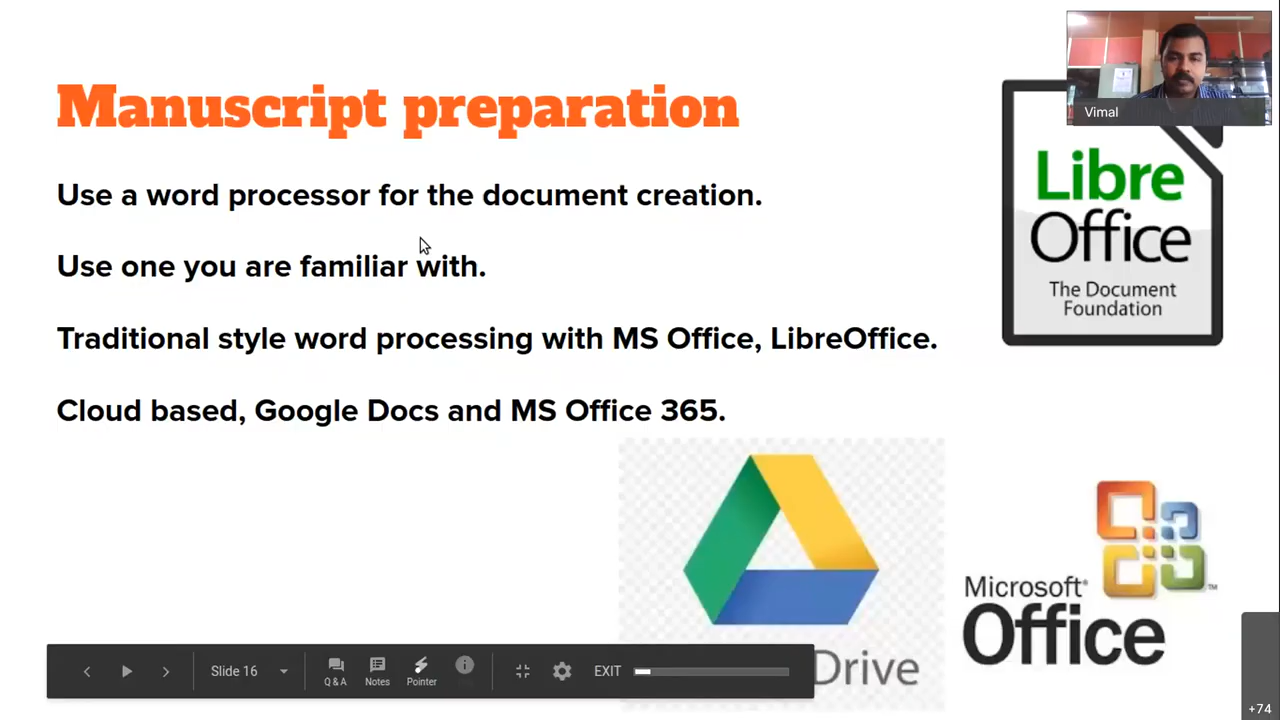 Manuscript preparation
Vimal
Use a word processor for the document creation.
Use one you are familiar with.
Traditional style word processing with MS Office, LibreOffice.
Cloud based, Google Docs and MS Office 365.
Libre
Office
The Document
Foundation
Microsoft®
Office
TM
Drive
Slide 16
Q & A
Notes
Pointer
EXIT
+74